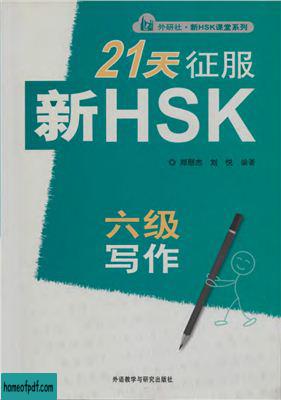 外研社·新HSK课堂系列
21天征服
新HSK
郑丽杰 刘悦 编著
六级
写作
外语教学与研究出版社
homeofpdf.com